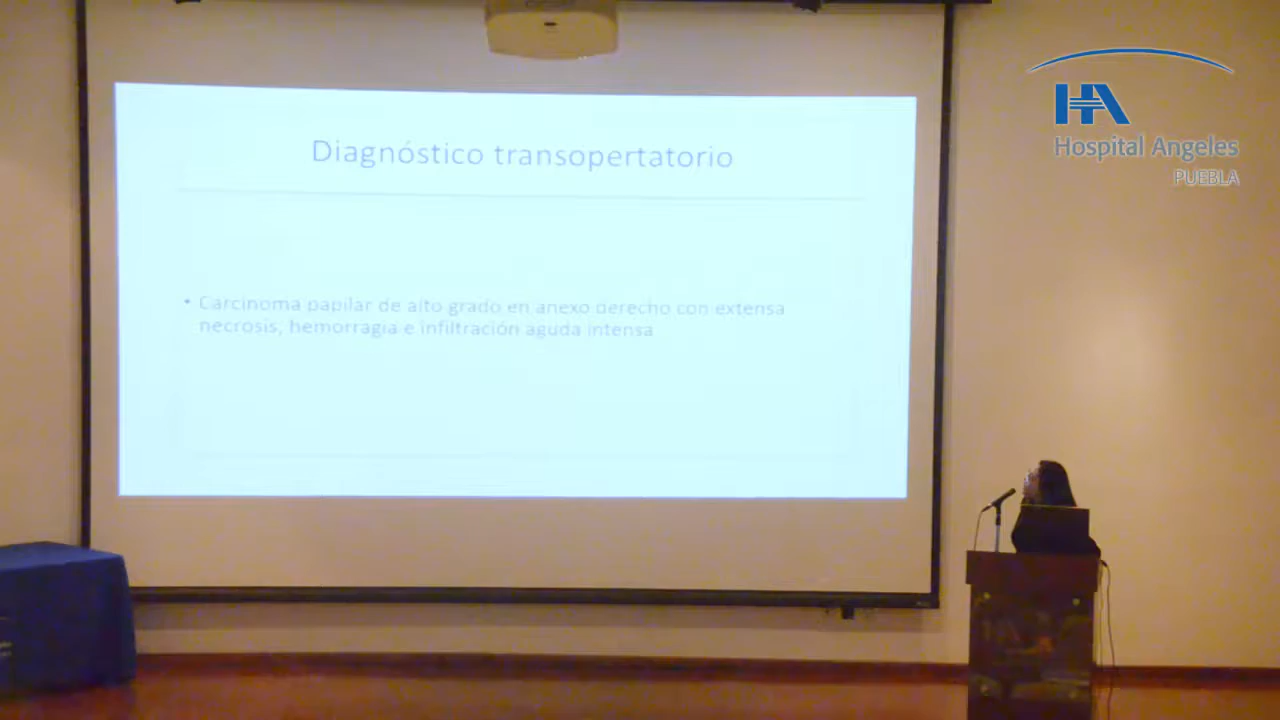 Diagnóstico transopertatorio
• Carcinoma papilar de alto grado en anexo derecho con extensa
necrosis, hemorragia e infiltración aguda intensa
HA
Hospital Angeles
PUEBLA